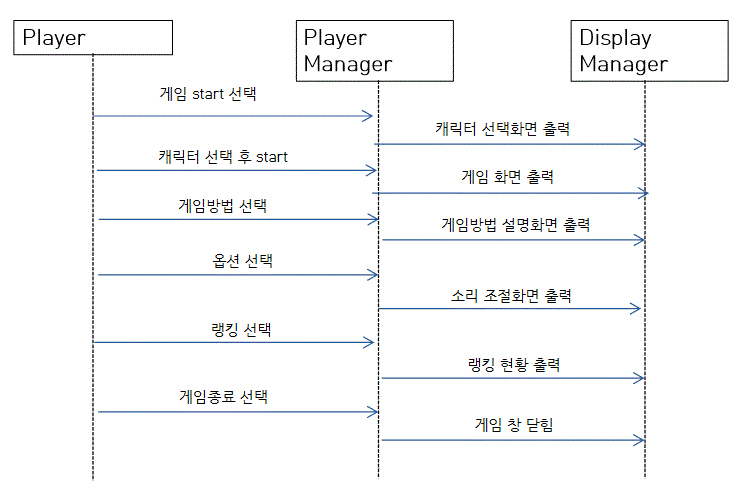 Player
Player
Manager
Display
Manager
게임 start 선택
캐릭터 선택화면 출력
캐릭터 선택 후 start
게임 화면 출력
게임방법 선택
게임방법 설명화면 출력
옵션 선택
소리 조절화면 출력
랭킹 선택
랭킹 현황 출력
게임종료 선택
게임 창 닫힘